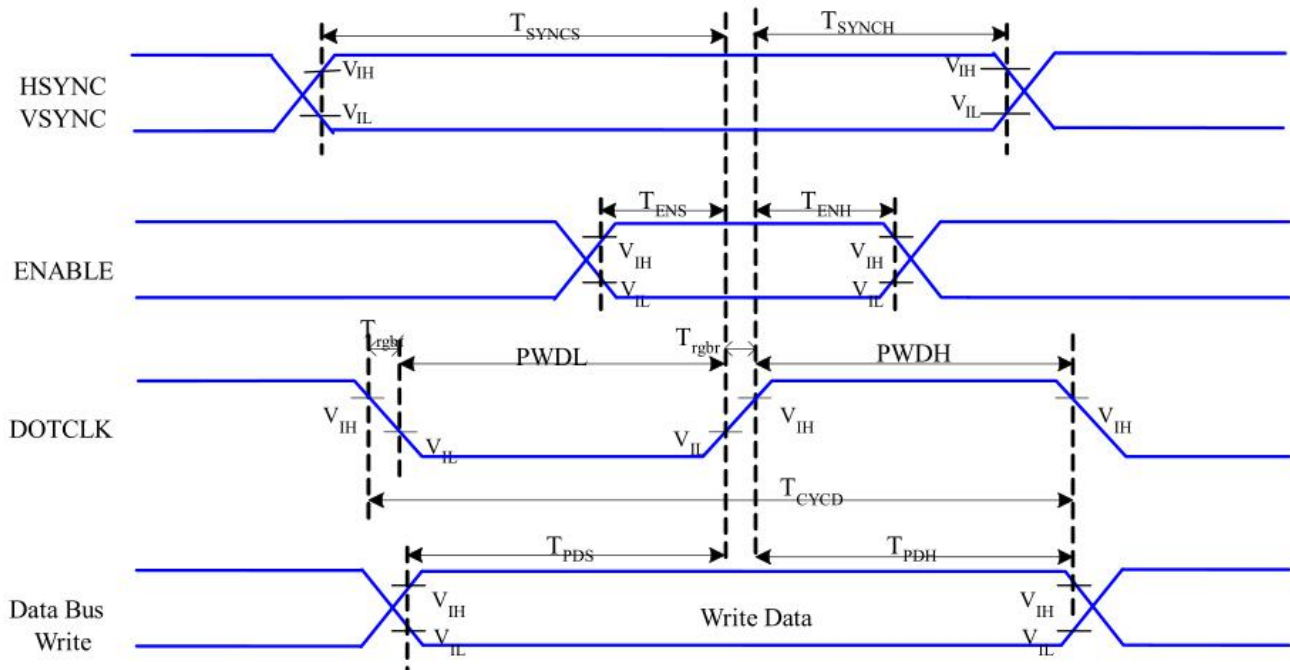 TSYNCS
TSYNCH
HSYNC
VSYNC
VIH
VIL
VIH
VIL
TENS
TENH
ENABLE
VIH
VIL
VIH
VIL
Trgbf
PWDL
Trgbr
PWDH
DOTCLK
VIH
VIL
VIL
VIH
VIH
TCYCD
TPDS
TPDH
Data Bus
Write
VIH
VIL
Write Data
VIH
VIL